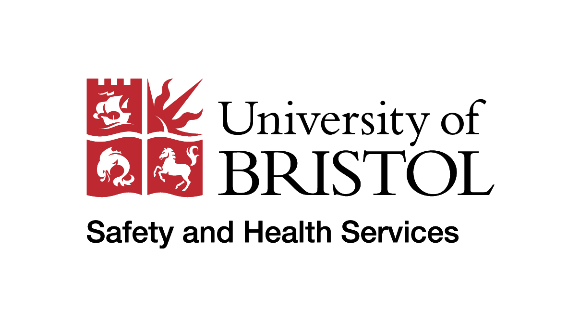 University of
BRISTOL
Safety and Health Services